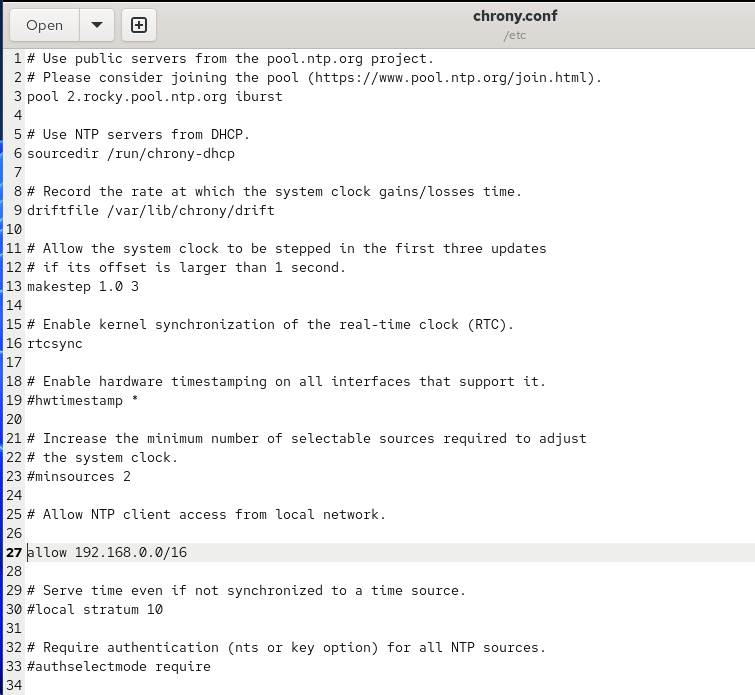 Open
chrony.conf
/etc
1 # Use public servers from the pool.ntp.org project.
2 # Please consider joining the pool (https://www.pool.ntp.org/join.html).
3 pool 2.rocky.pool.ntp.org iburst
4
5 # Use NTP servers from DHCP.
6 sourcedir /run/chrony-dhcp
7
8 # Record the rate at which the system clock gains/losses time.
9 driftfile /var/lib/chrony/drift
10
11 # Allow the system clock to be stepped in the first three updates
12 # if its offset is larger than 1 second.
13 makestep 1.0 3
14
15 # Enable kernel synchronization of the real-time clock (RTC).
16 rtcsync
17
18 # Enable hardware timestamping on all interfaces that support it.
19 #hwtimestamp *
20
21 # Increase the minimum number of selectable sources required to adjust
22 # the system clock.
23 #minsources 2
24
25 # Allow NTP client access from local network.
26
27 allow 192.168.0.0/16
28
29 # Serve time even if not synchronized to a time source.
30 #local stratum 10
31
32 # Require authentication (nts or key option) for all NTP sources.
33 #authselectmode require
34